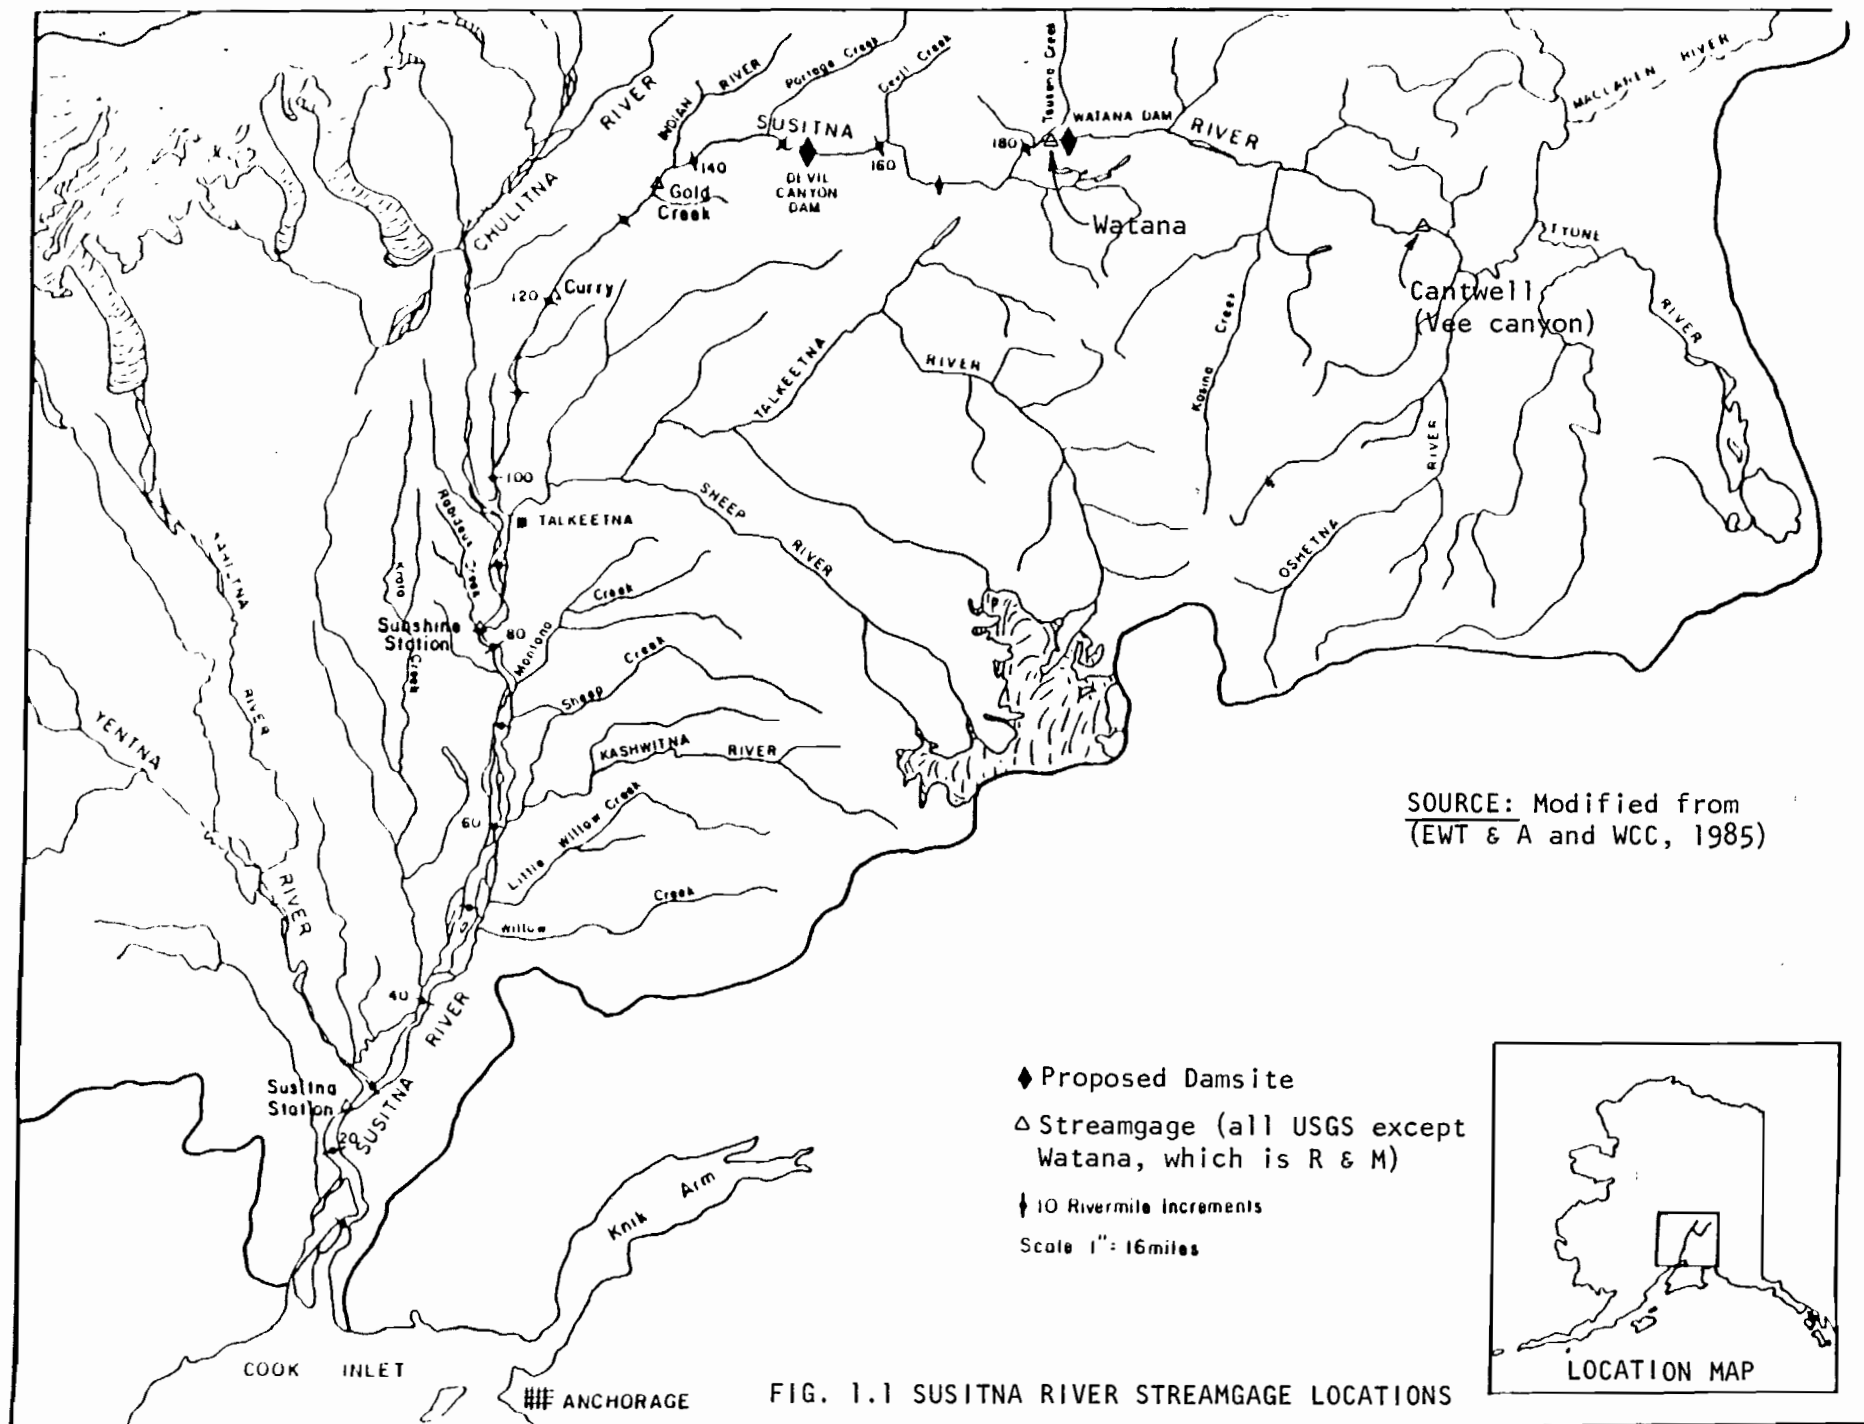 CHULITNA
RIVER
INDIAN
RIVER
Portage Creek
Devil Creek
Tsusena Creek
MACLAREN RIVER
SUSITNA
RIVER
WATANA DAM
180
160
140
DEVIL
CANYON
DAM
Gold
Creek
Watana
TYONE
RIVER
Cantwell
(Vee canyon)
120
Curry
Kosina Creek
TALKEETNA
RIVER
RIVER
OSHETNA
100
TALKEETNA
SHEEP
RIVER
Creek
Sunshine
Station
80
Montana
Creek
Creek
Sheep
Creek
KASHWITNA RIVER
YENTNA
RIVER
RIVER
60
Little Willow Creek
Willow
Creek
40
RIVER
SUSITNA
Susitna
Station
20
Knik
Arm
COOK INLET
ANCHORAGE
SOURCE: Modified from
(EWT & A and WCC, 1985)
Proposed Damsite
Streamgage (all USGS except
Watana, which is R & M)
10 Rivermile Increments
Scale 1": 16miles
LOCATION MAP
FIG. 1.1 SUSITNA RIVER STREAMGAGE LOCATIONS